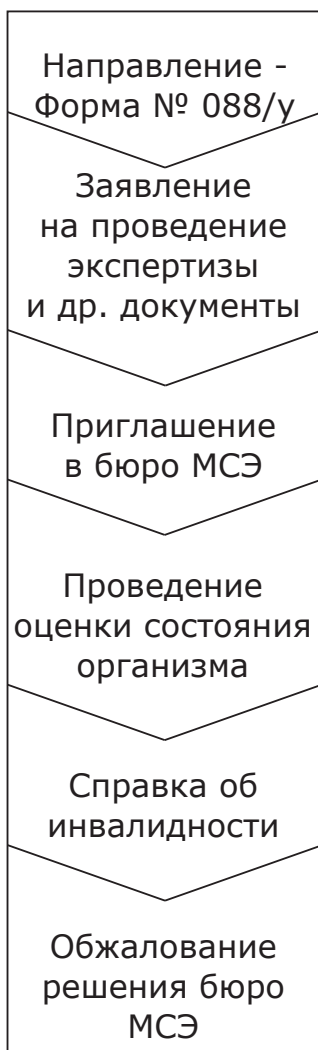 Направление -
Форма № 088/у
Заявление
на проведение
экспертизы
и др. документы
Приглашение
в бюро МСЭ
Проведение
оценки состояния
организма
Справка об
инвалидности
Обжалование
решения бюро
МСЭ